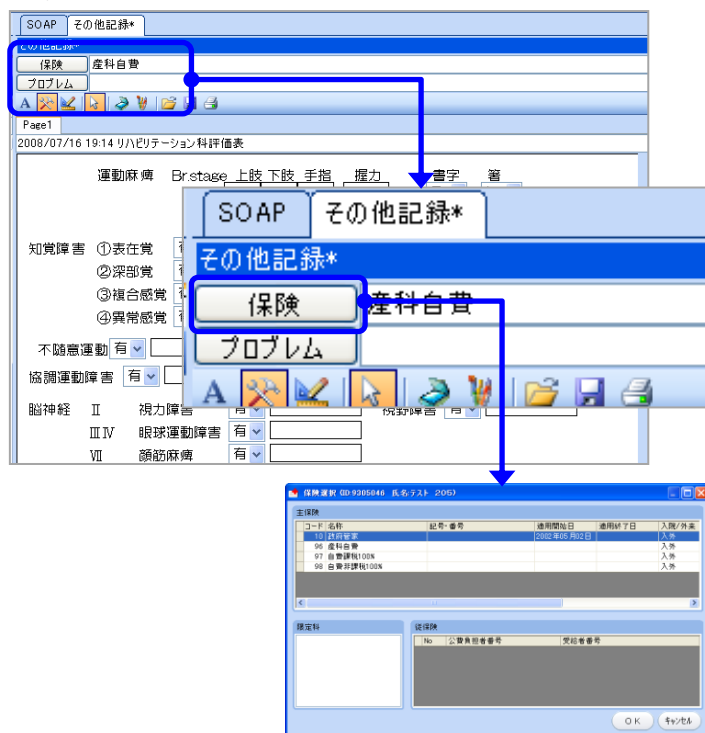 SOAP その他記録*
その他記録*
保険 産科自費
プロブレム
A
Page1
2008/07/16 19:14 リハビリテーション科評価表
運動麻痺 Br.stage 上肢 下肢 手指 握力 書字 箸
知覚障害 ①表在覚 有
②深部覚
③複合感覚
④異常感覚
不随意運動 有
協調運動障害 有
脳神経 Ⅱ 視力障害 有 視野障害 有
ⅢⅣ 眼球運動障害 有
Ⅶ 顔筋麻痺 有
SOAP その他記録*
その他記録*
保険 産科自費
プロブレム
A
保険選択 (ID:9305046 氏名:テスト 205)
主保険
コード 名称 記号・番号 適用開始日 適用終了日 入院/外来
10 政府管掌 2002年05月02日 入外
96 産科自費 入外
97 自費課税100% 入外
98 自費非課税100% 入外
限定科 従保険
No 公費負担者番号 受給者番号
OK キャンセル